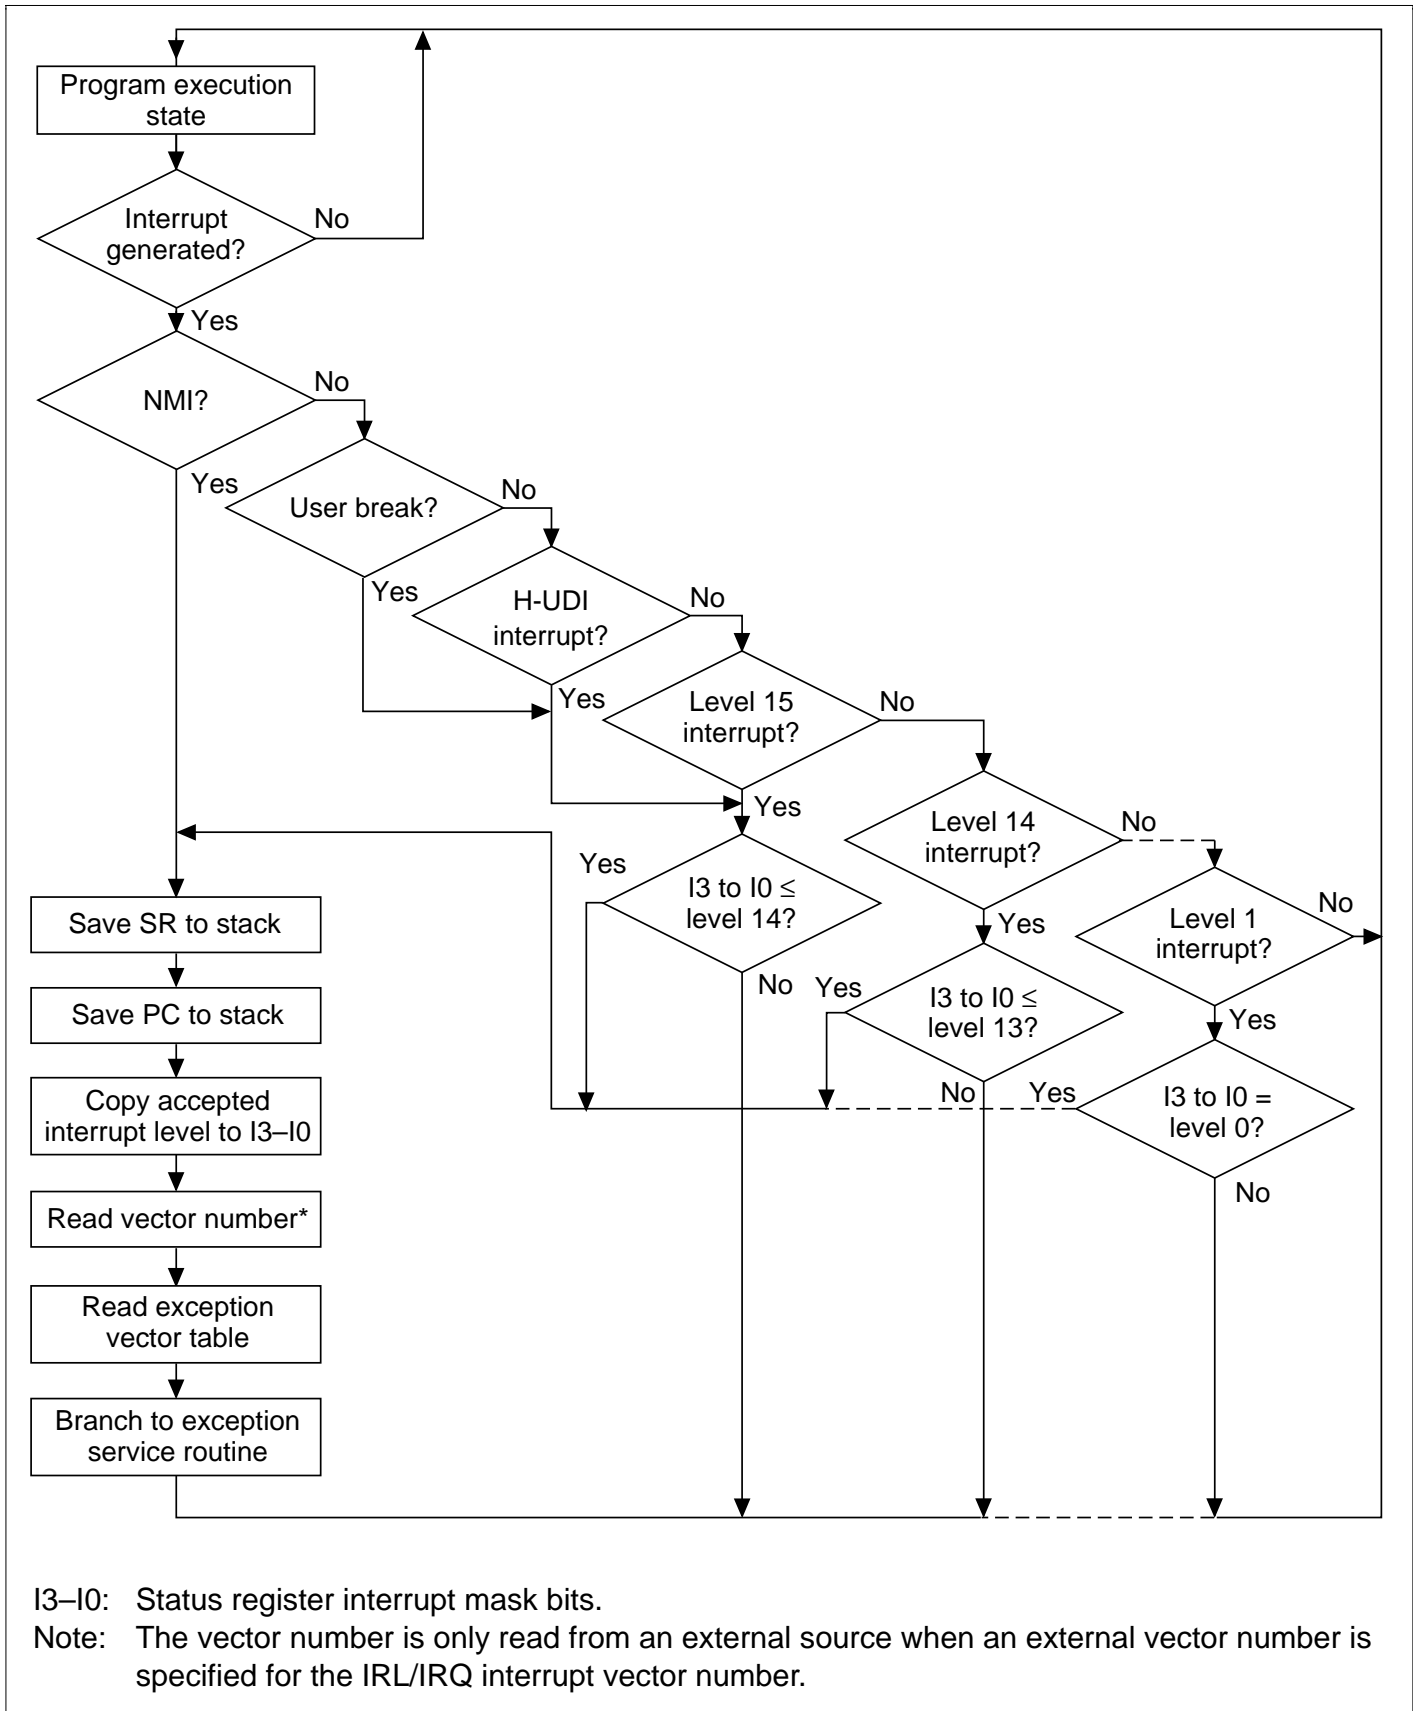 Program execution
state
Interrupt
generated?
No
Yes
NMI?
No
Yes
User break?
No
Yes
H-UDI
interrupt?
No
Yes
Level 15
interrupt?
No
Yes
Level 14
interrupt?
No
Yes
I3 to I0 ≤
level 14?
Yes
No
Level 1
interrupt?
No
Yes
I3 to I0 ≤
level 13?
Yes
No
I3 to I0 =
level 0?
Yes
No
Save SR to stack
Save PC to stack
Copy accepted
interrupt level to I3–I0
Read vector number*
Read exception
vector table
Branch to exception
service routine
I3–I0: Status register interrupt mask bits.
Note: The vector number is only read from an external source when an external vector number is
specified for the IRL/IRQ interrupt vector number.